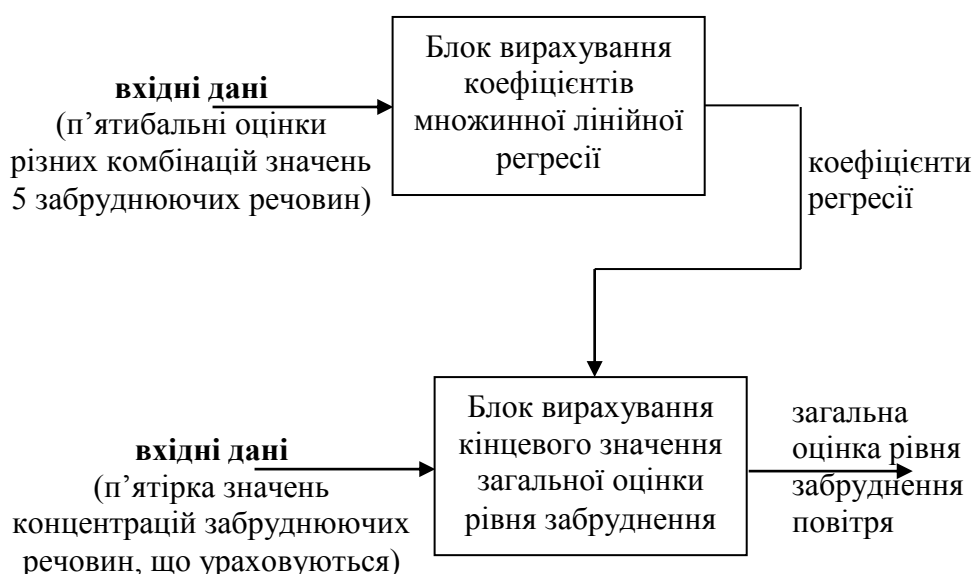 Блок вирахування
коефіцієнтів
множинної лінійної
регресії
вхідні дані
(п’ятибальні оцінки
різних комбінацій значень
5 забруднюючих речовин)
коефіцієнти
регресії
Блок вирахування
кінцевого значення
загальної оцінки
рівня забруднення
вхідні дані
(п’ятірка значень
концентрацій забруднюючих
речовин, що ураховуються)
загальна
оцінка рівня
забруднення
повітря